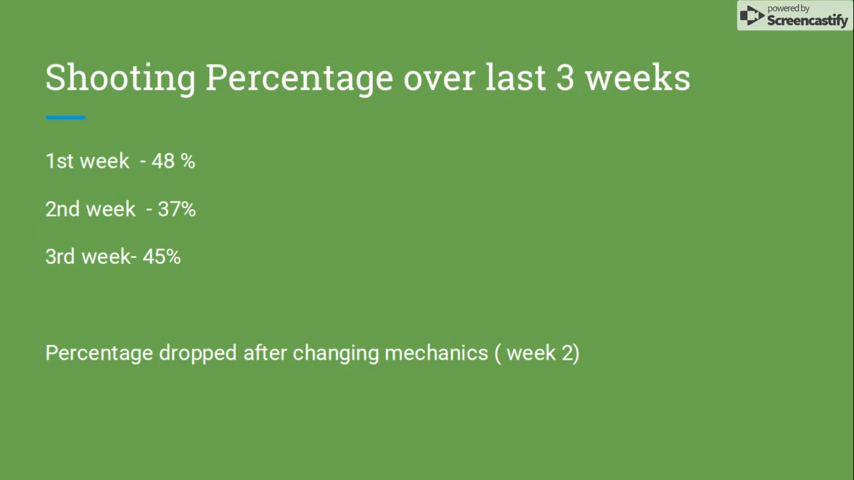 powered by
Screencastify
Shooting Percentage over last 3 weeks
1st week  - 48 %
2nd week  - 37%
3rd week- 45%
Percentage dropped after changing mechanics ( week 2)